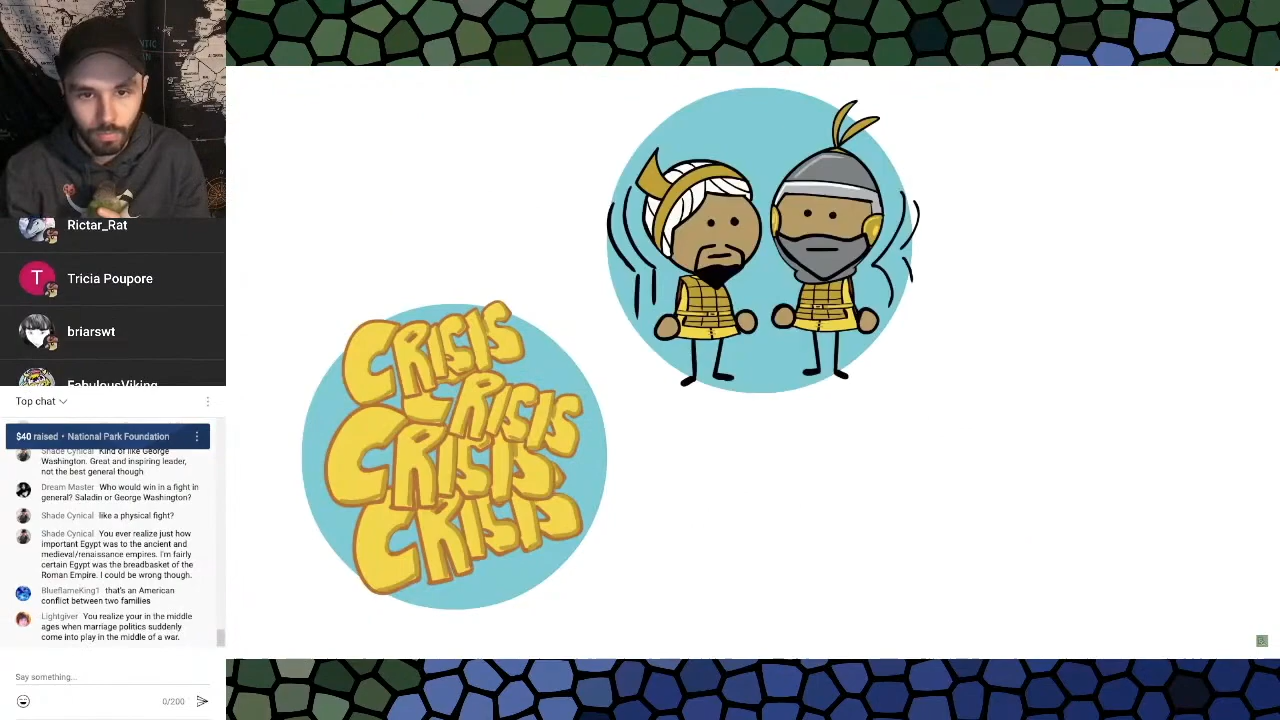 USA
Rictar_Rat
T
Tricia Poupore
briarswt
FabulousViking
Top chat
$40 raised • National Park Foundation
Shade Cynical Kind of like George
Washington. Great and inspiring leader,
not the best general though
Dream Master Who would win in a fight in
general? Saladin or George Washington?
Shade Cynical like a physical fight?
Shade Cynical You ever realize just how
important Egypt was to the ancient and
medieval/renaissance empires. I'm fairly
certain Egypt was the breadbasket of the
Roman Empire. I could be wrong though.
BlueflameKing1 that's an American
conflict between two families
Lightgiver You realize your in the middle
ages when marriage politics suddenly
come into play in the middle of a war.
Say something...
0/200
CRISIS
CRISIS
CRISIS
CRISIS